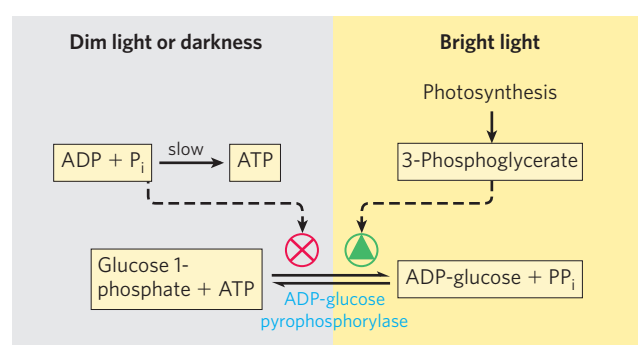 Dim light or darkness
Bright light
Photosynthesis
ADP + Pi
slow
ATP
3-Phosphoglycerate
Glucose 1-
phosphate + ATP
ADP-glucose + PPi
ADP-glucose
pyrophosphorylase